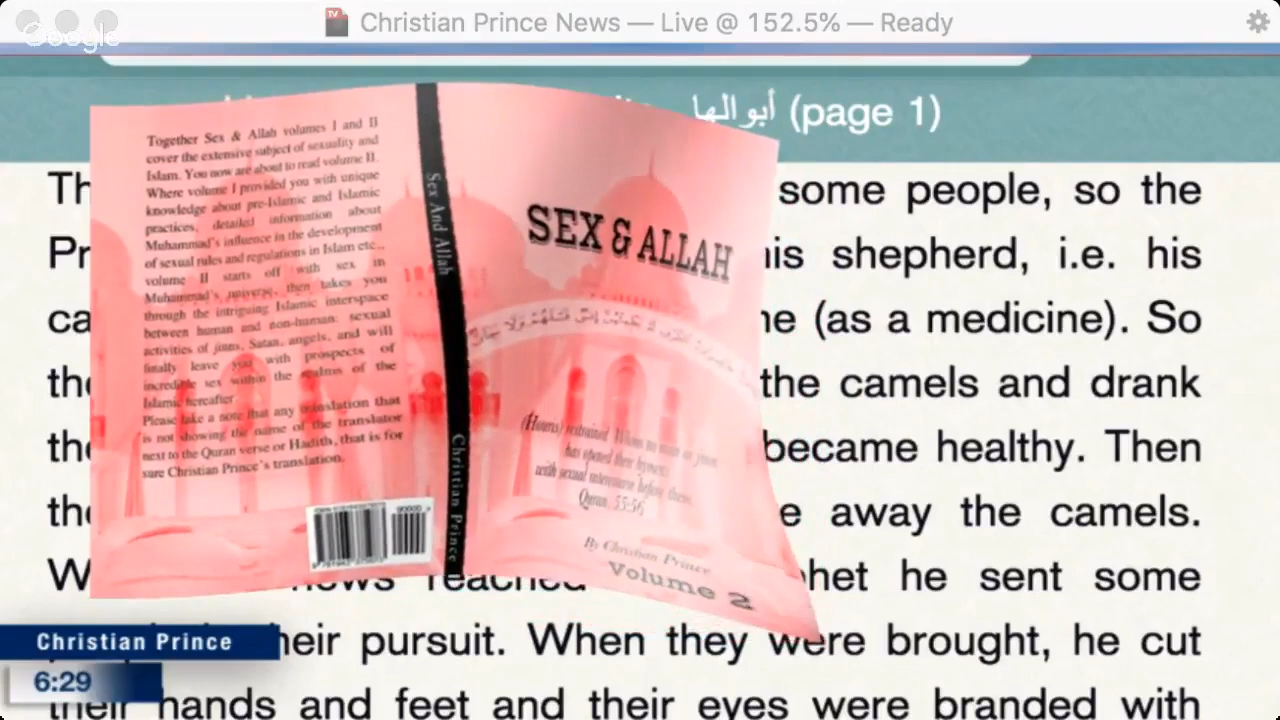 Christian Prince News — Live @ 152.5% — Ready
Google
أبوالها (page 1)
Together Sex & Allah volumes I and II
cover the extensive subject of sexuality and
Islam. You now are about to read volume II.
Where volume I provided you with unique
knowledge about pre-Islamic and Islamic
practices, detailed information about
Muhammad's influence in the development
of sexual rules and regulations in Islam etc.,
volume II starts off with sex in
Muhammad's universe, then takes you
through the intriguing Islamic interspace
between human and non-human: sexual
activities of jinns, Satan, angels, and will
finally leave you with prospects of
incredible sex within the realms of the
Islamic hereafter.
Please take a note that any translation that
is not showing the name of the translator
next to the Quran verse or Hadith, that is for
sure Christian Prince's translation.
Sex And Allah
Christian Prince
SEX & ALLAH
(Houris) restrained Whom no man or jinn
has opened their hymens
with sexual intercourse before them.
Quran 55:56
By Christian Prince
Volume 2
Th some people, so the
Pr his shepherd, i.e. his
ca (as a medicine). So
the the camels and drank
the became healthy. Then
the away the camels.
W news reached he sent some
their pursuit. When they were brought, he cut
their hands and feet and their eyes were branded with
Christian Prince
6:29